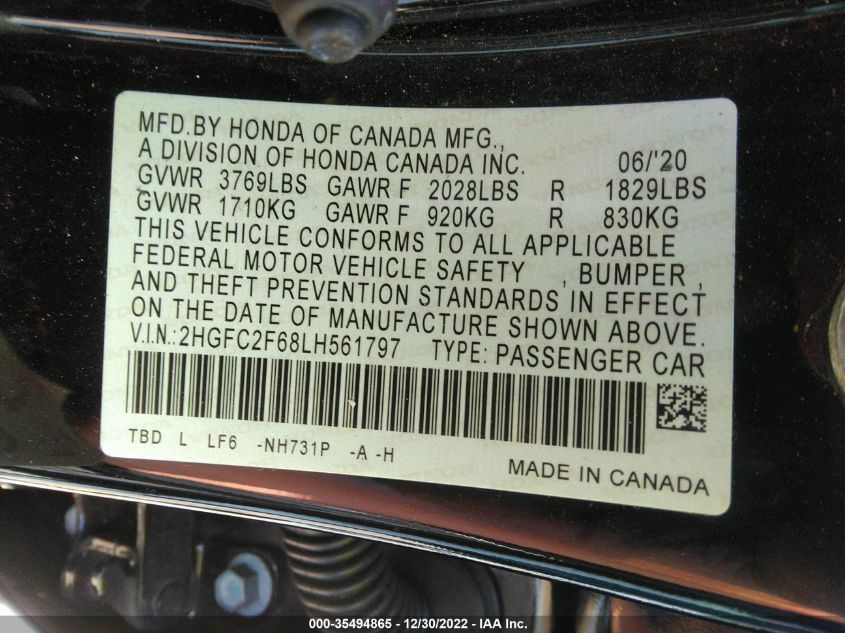 MFD.BY HONDA OF CANADA MFG.,
A DIVISION OF HONDA CANADA INC. 06/'20
GVWR 3769LBS GAWR F 2028LBS R 1829LBS
GVWR 1710KG GAWR F 920KG R 830KG
THIS VEHICLE CONFORMS TO ALL APPLICABLE
FEDERAL MOTOR VEHICLE SAFETY , BUMPER ,
AND THEFT PREVENTION STANDARDS IN EFFECT
ON THE DATE OF MANUFACTURE SHOWN ABOVE.
V.I.N.:2HGFC2F68LH561797 TYPE: PASSENGER CAR
TBD L LF6 -NH731P -A -H
MADE IN CANADA
000-35494865 - 12/30/2022 - IAA Inc.